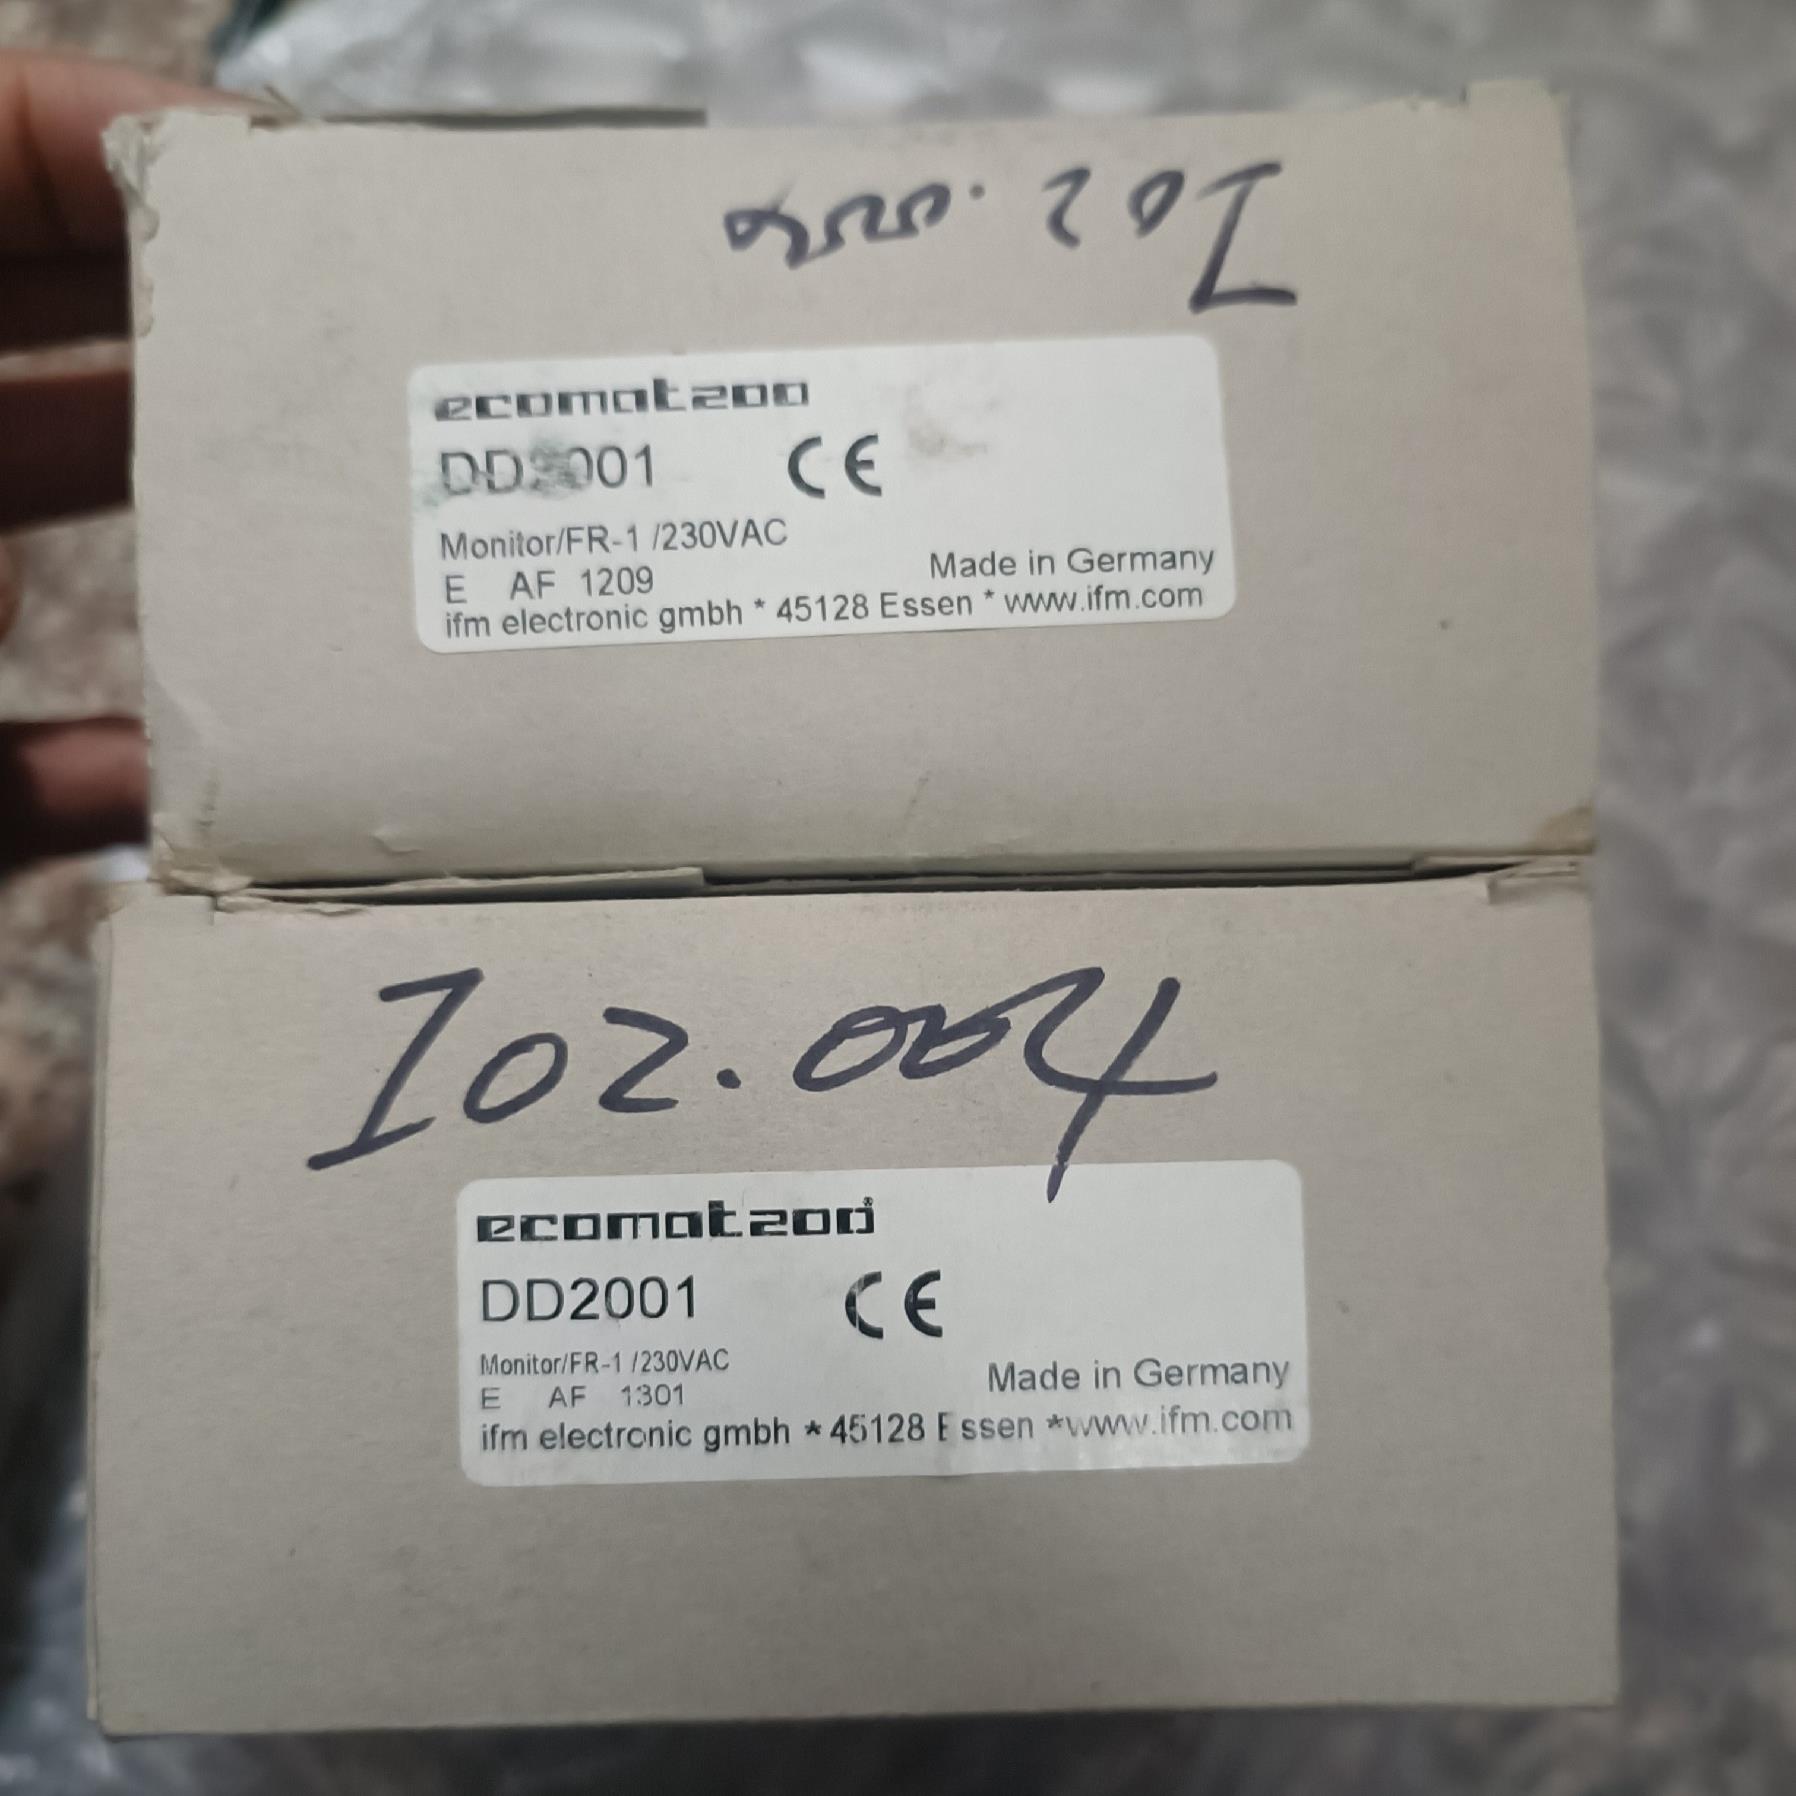 I02.004
ecomat200
DD2001 CE
Monitor/FR-1 /230VAC
E AF 1209 Made in Germany
ifm electronic gmbh * 45128 Essen * www.ifm.com
I02.004
ecomat200®
DD2001 CE
Monitor/FR-1 /230VAC
E AF 1301 Made in Germany
ifm electronic gmbh * 45128 Essen *www.ifm.com